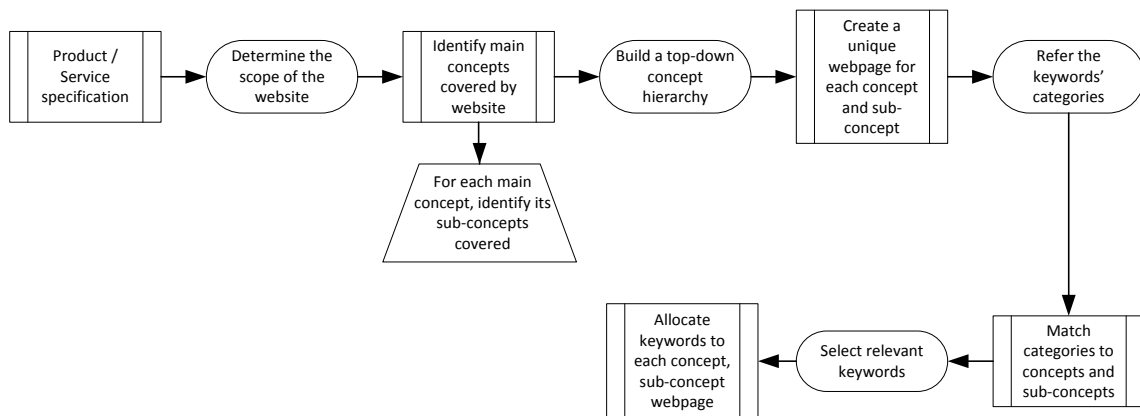 Product /
Service
specification
Determine the
scope of the
website
Identify main
concepts
covered by
website
Build a top-down
concept
hierarchy
Create a
unique
webpage for
each concept
and sub-
concept
Refer the
keywords’
categories
For each main
concept, identify its
sub-concepts
covered
Match
categories to
concepts and
sub-concepts
Select relevant
keywords
Allocate
keywords to
each concept,
sub-concept
webpage